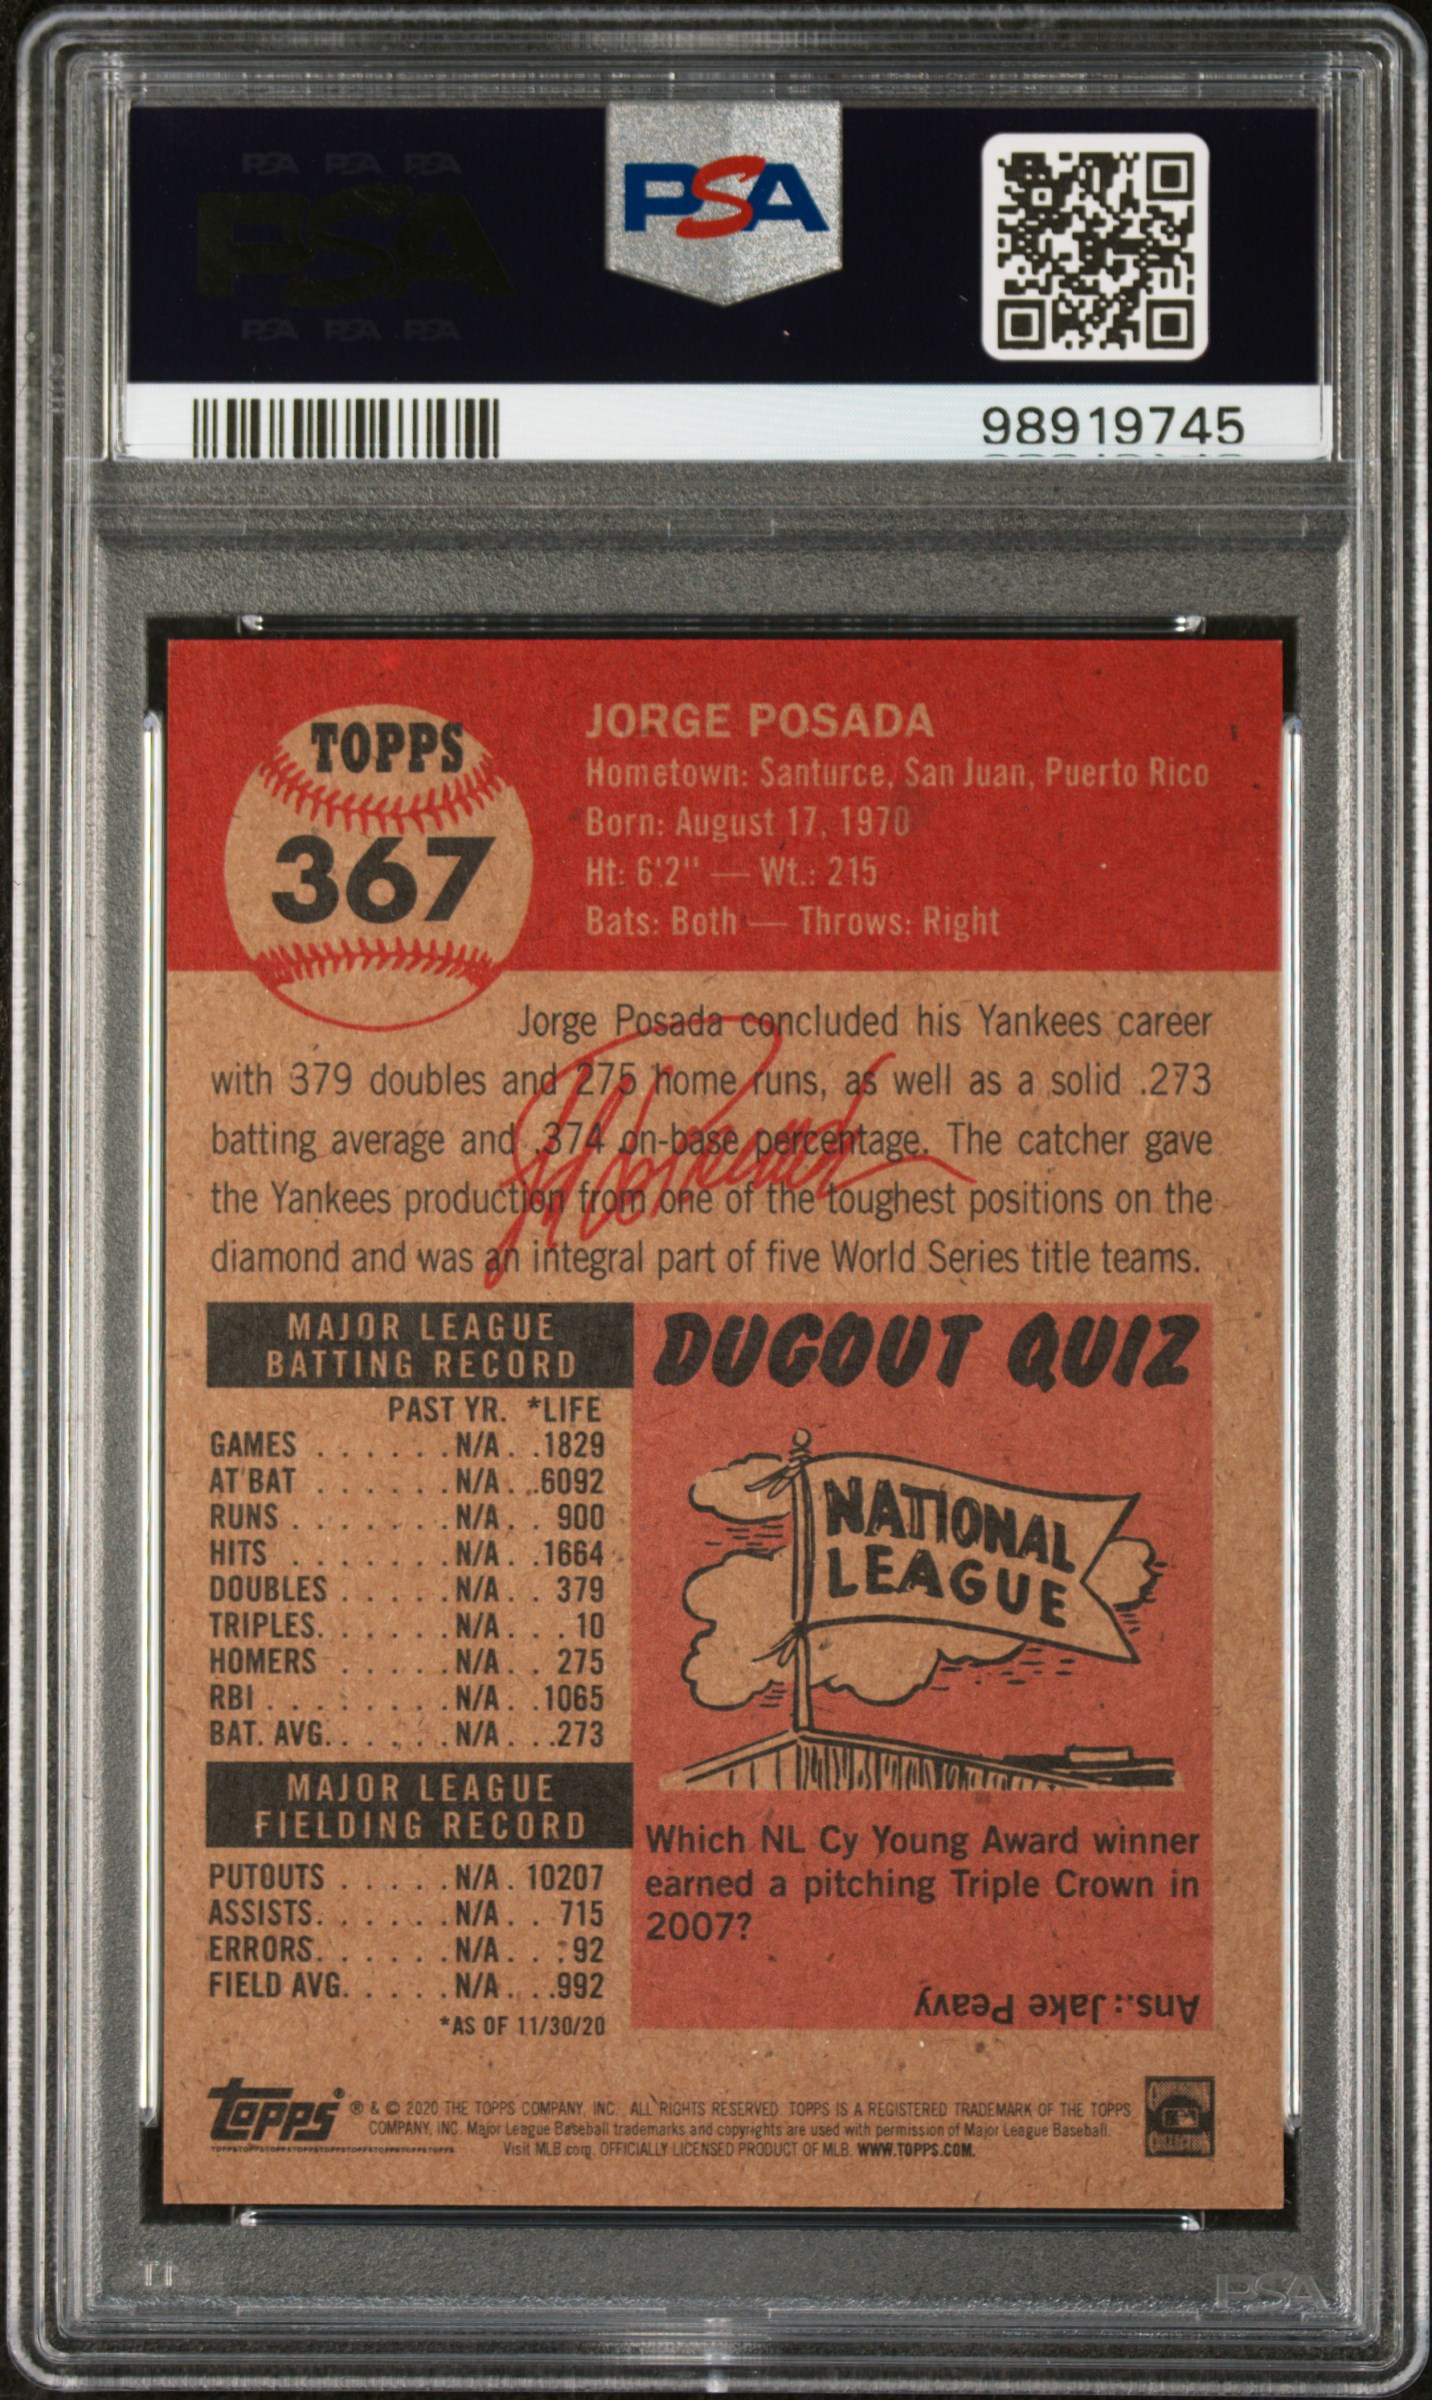 PSA PSA PSA
PSA
PSA PSA PSA
PSA
98919745
TOPPS
367
JORGE POSADA
Hometown: Santurce, San Juan, Puerto Rico
Born: August 17, 1970
Ht: 6'2" — Wt.: 215
Bats: Both — Throws: Right
Jorge Posada concluded his Yankees career
with 379 doubles and 275 home runs, as well as a solid .273
batting average and .374 on-base percentage. The catcher gave
the Yankees production from one of the toughest positions on the
diamond and was an integral part of five World Series title teams.
MAJOR LEAGUE
BATTING RECORD
PAST YR. *LIFE
GAMES . . . . . . N/A . . 1829
AT BAT . . . . . . N/A . . 6092
RUNS . . . . . . . N/A . . 900
HITS . . . . . . . N/A . . 1664
DOUBLES . . . . . N/A . . 379
TRIPLES. . . . . . N/A . . . 10
HOMERS . . . . . N/A . . 275
RBI . . . . . . . . N/A . . 1065
BAT. AVG. . . . . . N/A . . .273
MAJOR LEAGUE
FIELDING RECORD
PUTOUTS . . . . . N/A . 10207
ASSISTS. . . . . . N/A . . 715
ERRORS. . . . . . N/A . . . 92
FIELD AVG. . . . . N/A . . .992
*AS OF 11/30/20
DUGOUT QUIZ
NATIONAL
LEAGUE
Which NL Cy Young Award winner
earned a pitching Triple Crown in
2007?
Ans.: Jake Peavy
Topps® ® & © 2020 THE TOPPS COMPANY, INC. ALL RIGHTS RESERVED. TOPPS IS A REGISTERED TRADEMARK OF THE TOPPS
COMPANY, INC. Major League Baseball trademarks and copyrights are used with permission of Major League Baseball.
Visit MLB.com. OFFICIALLY LICENSED PRODUCT OF MLB. WWW.TOPPS.COM.
TOPPSTOPPSTOPPSTOPPSTOPPSTOPPSTOPPSTOPPSTOPPS
PSA